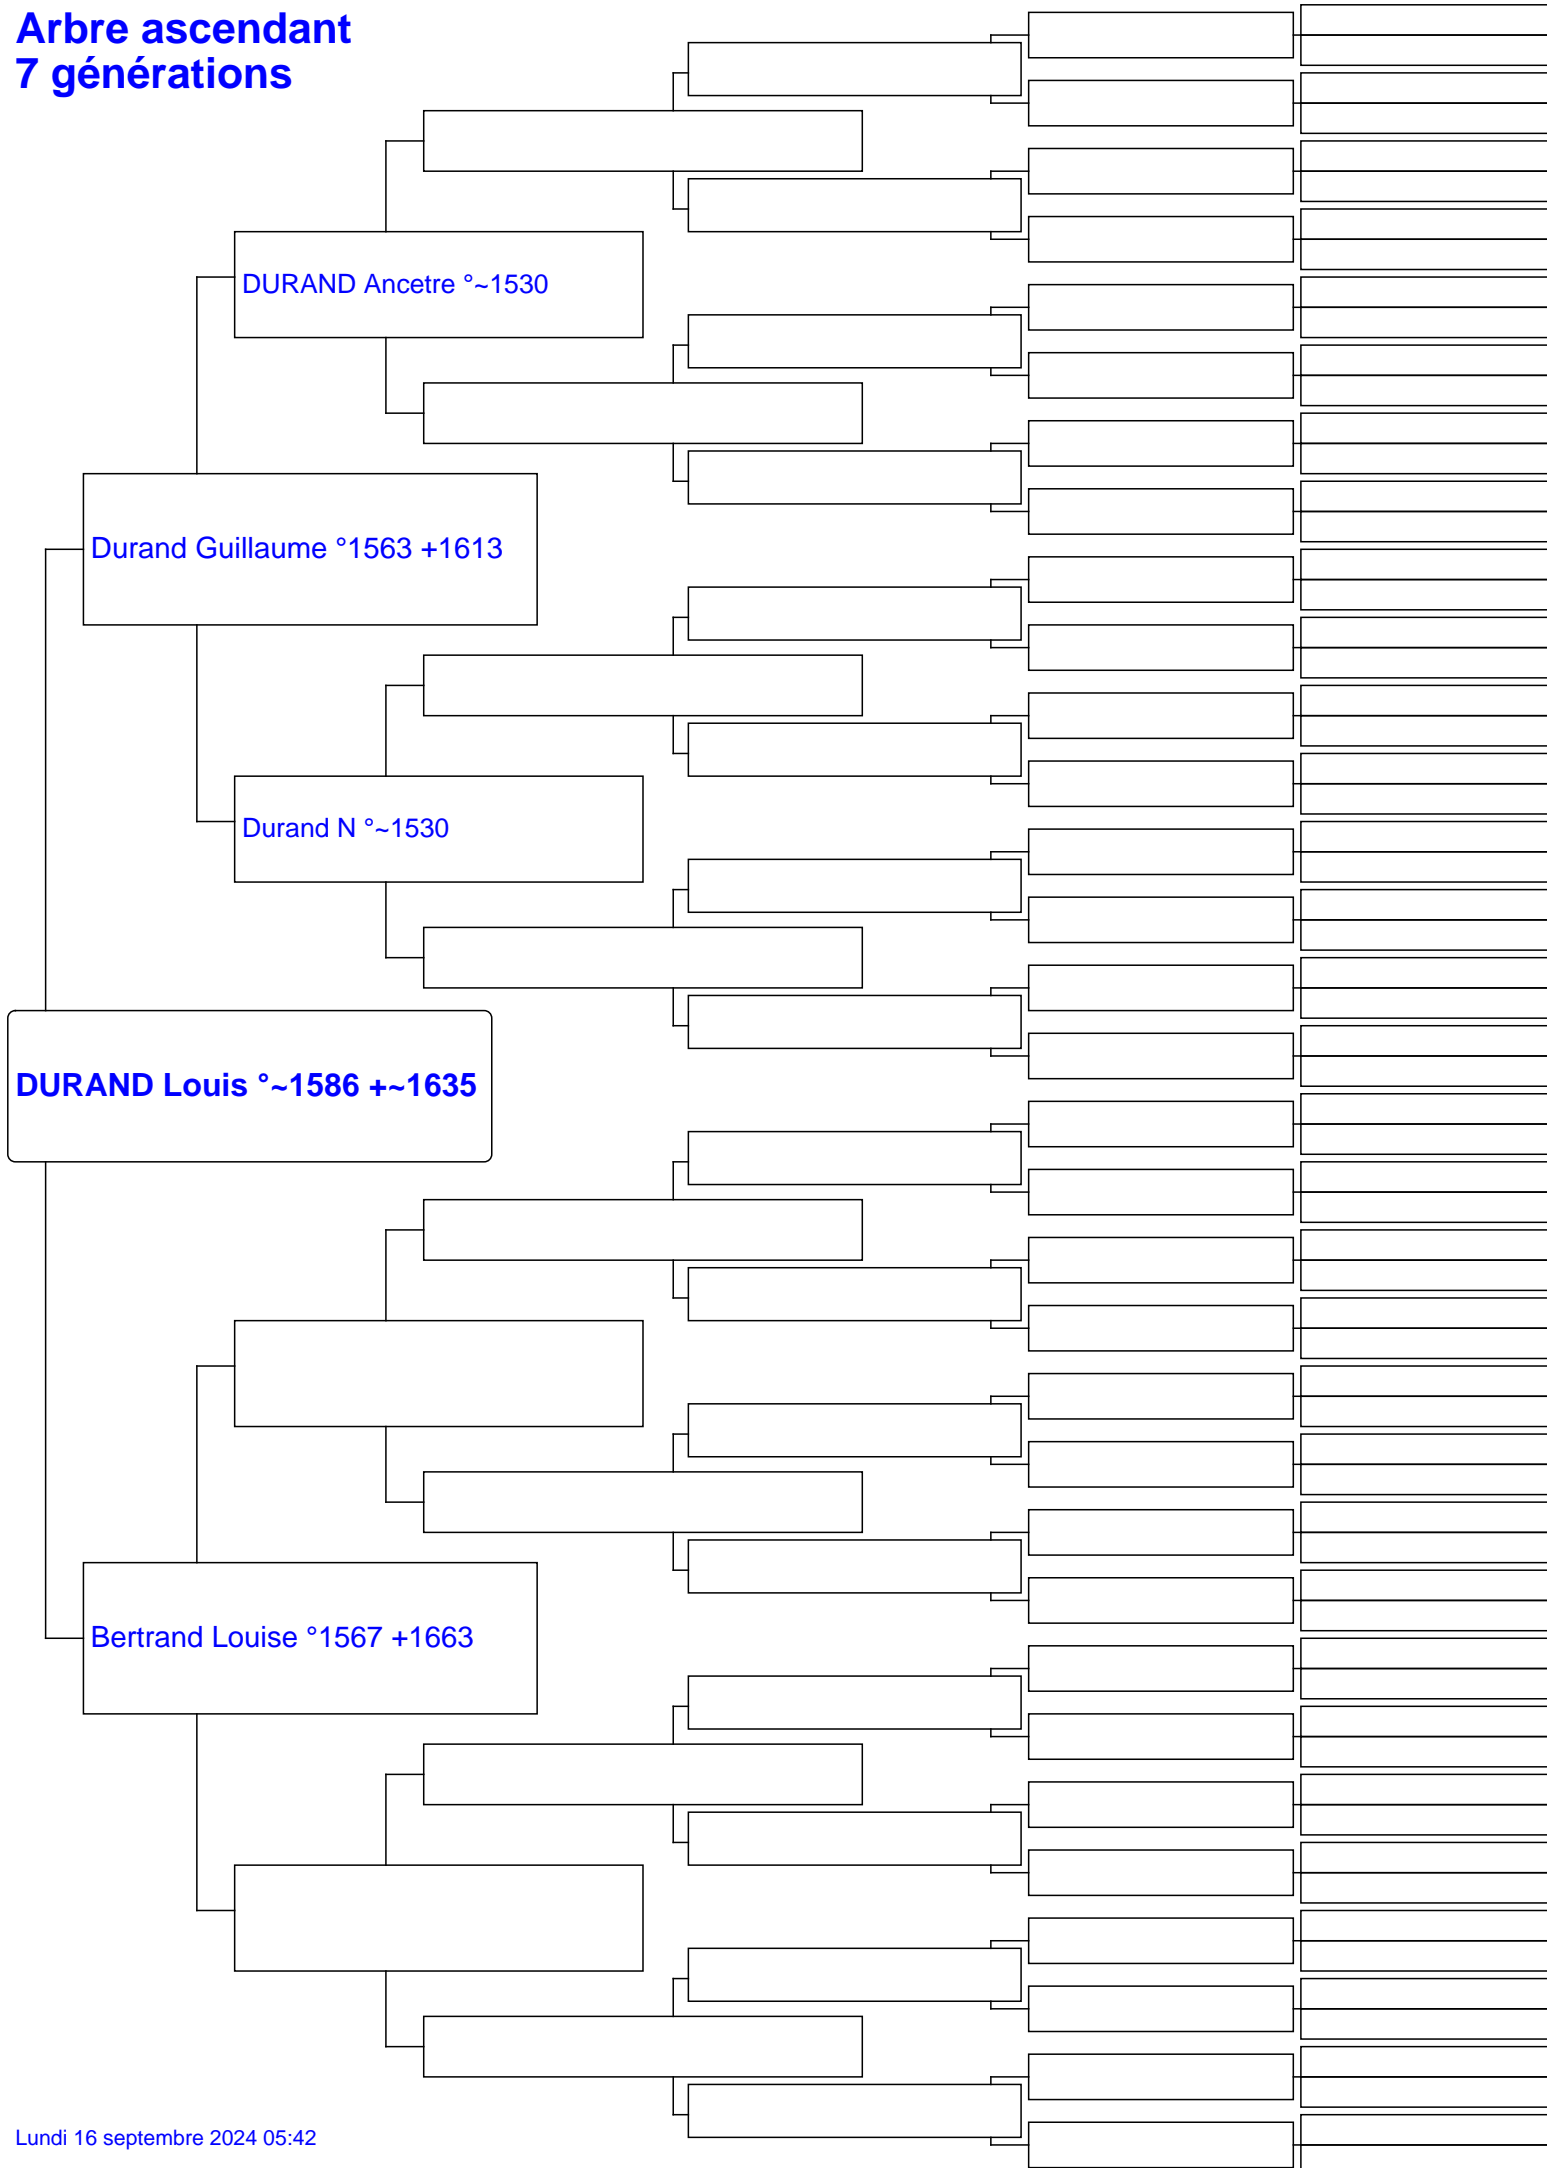 Arbre ascendant
7 générations
DURAND Ancetre °~1530
Durand Guillaume °1563 +1613
Durand N °~1530
DURAND Louis °~1586 +~1635
Bertrand Louise °1567 +1663
Lundi 16 septembre 2024 05:42